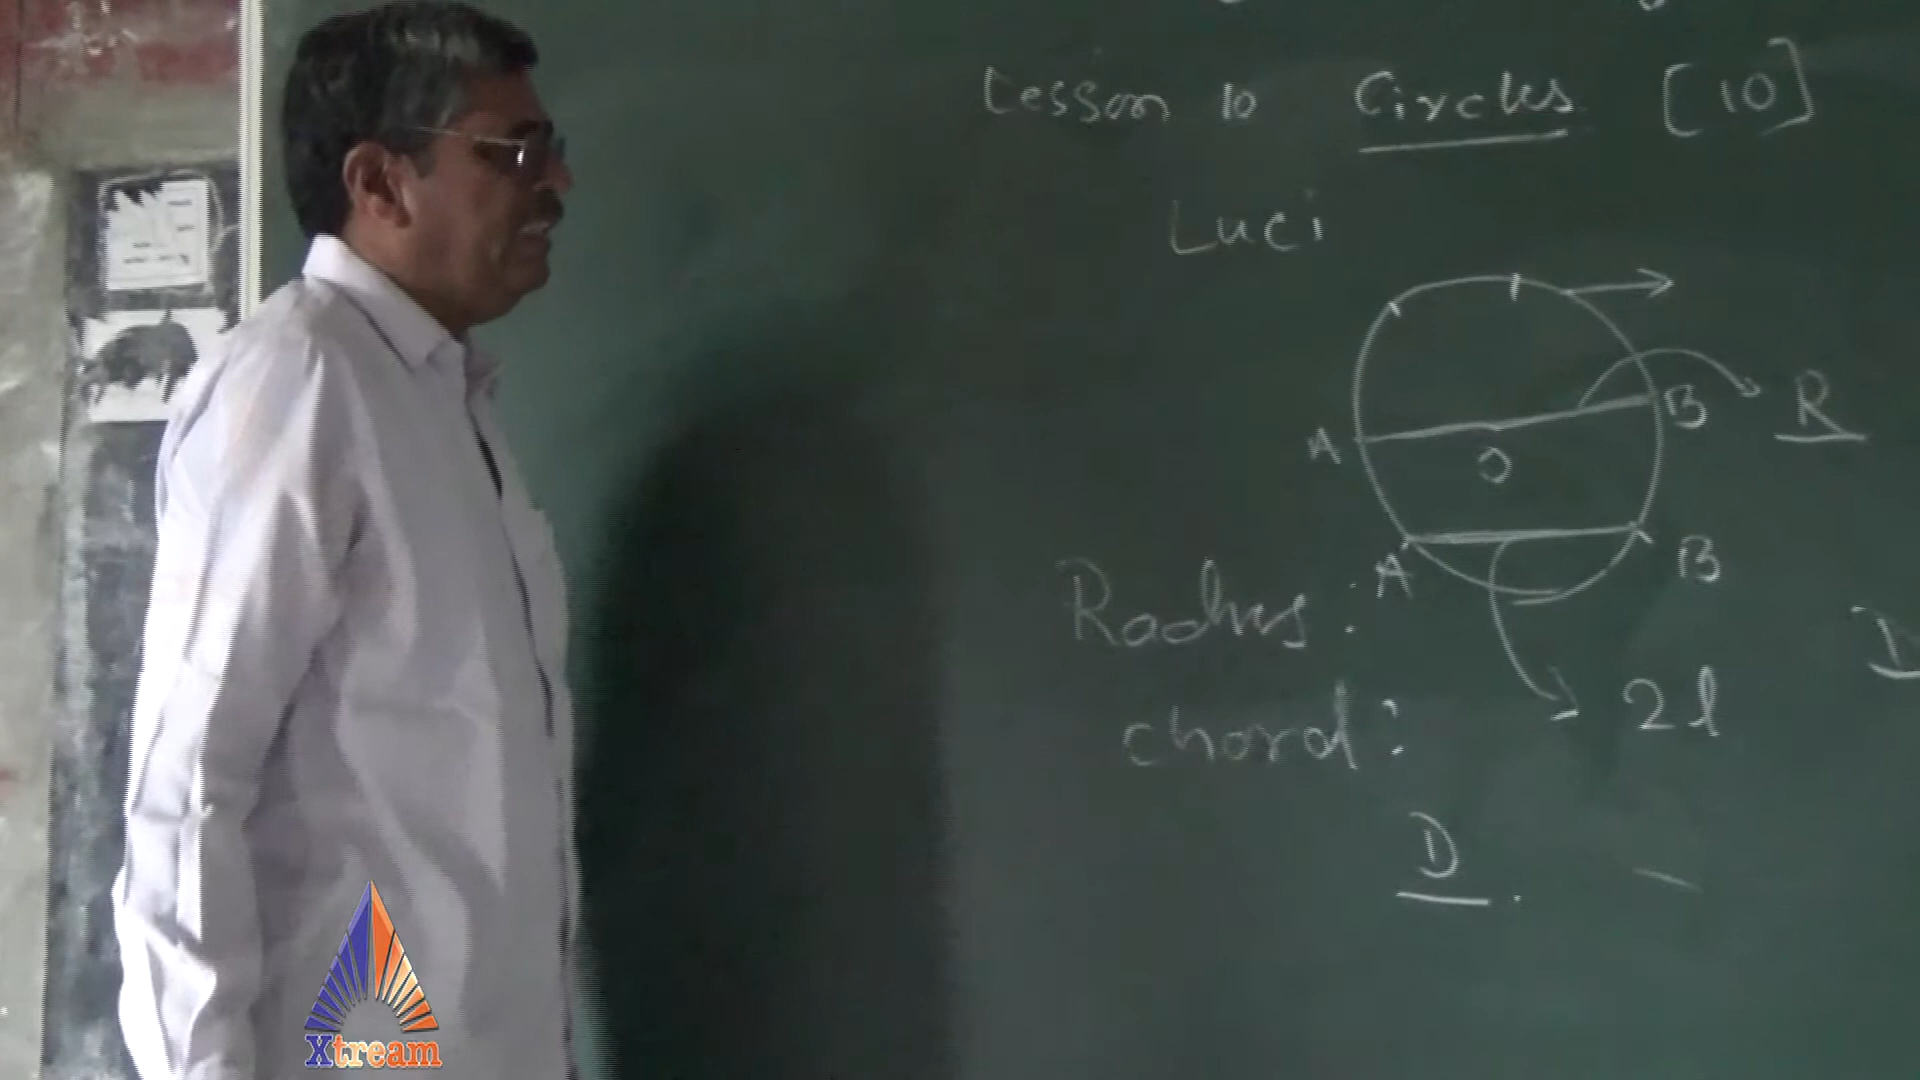 Lesson 10 Circles [10]
Luci
B R
A
O
A B
Radius :
2l
chord :
D
D
Xtream